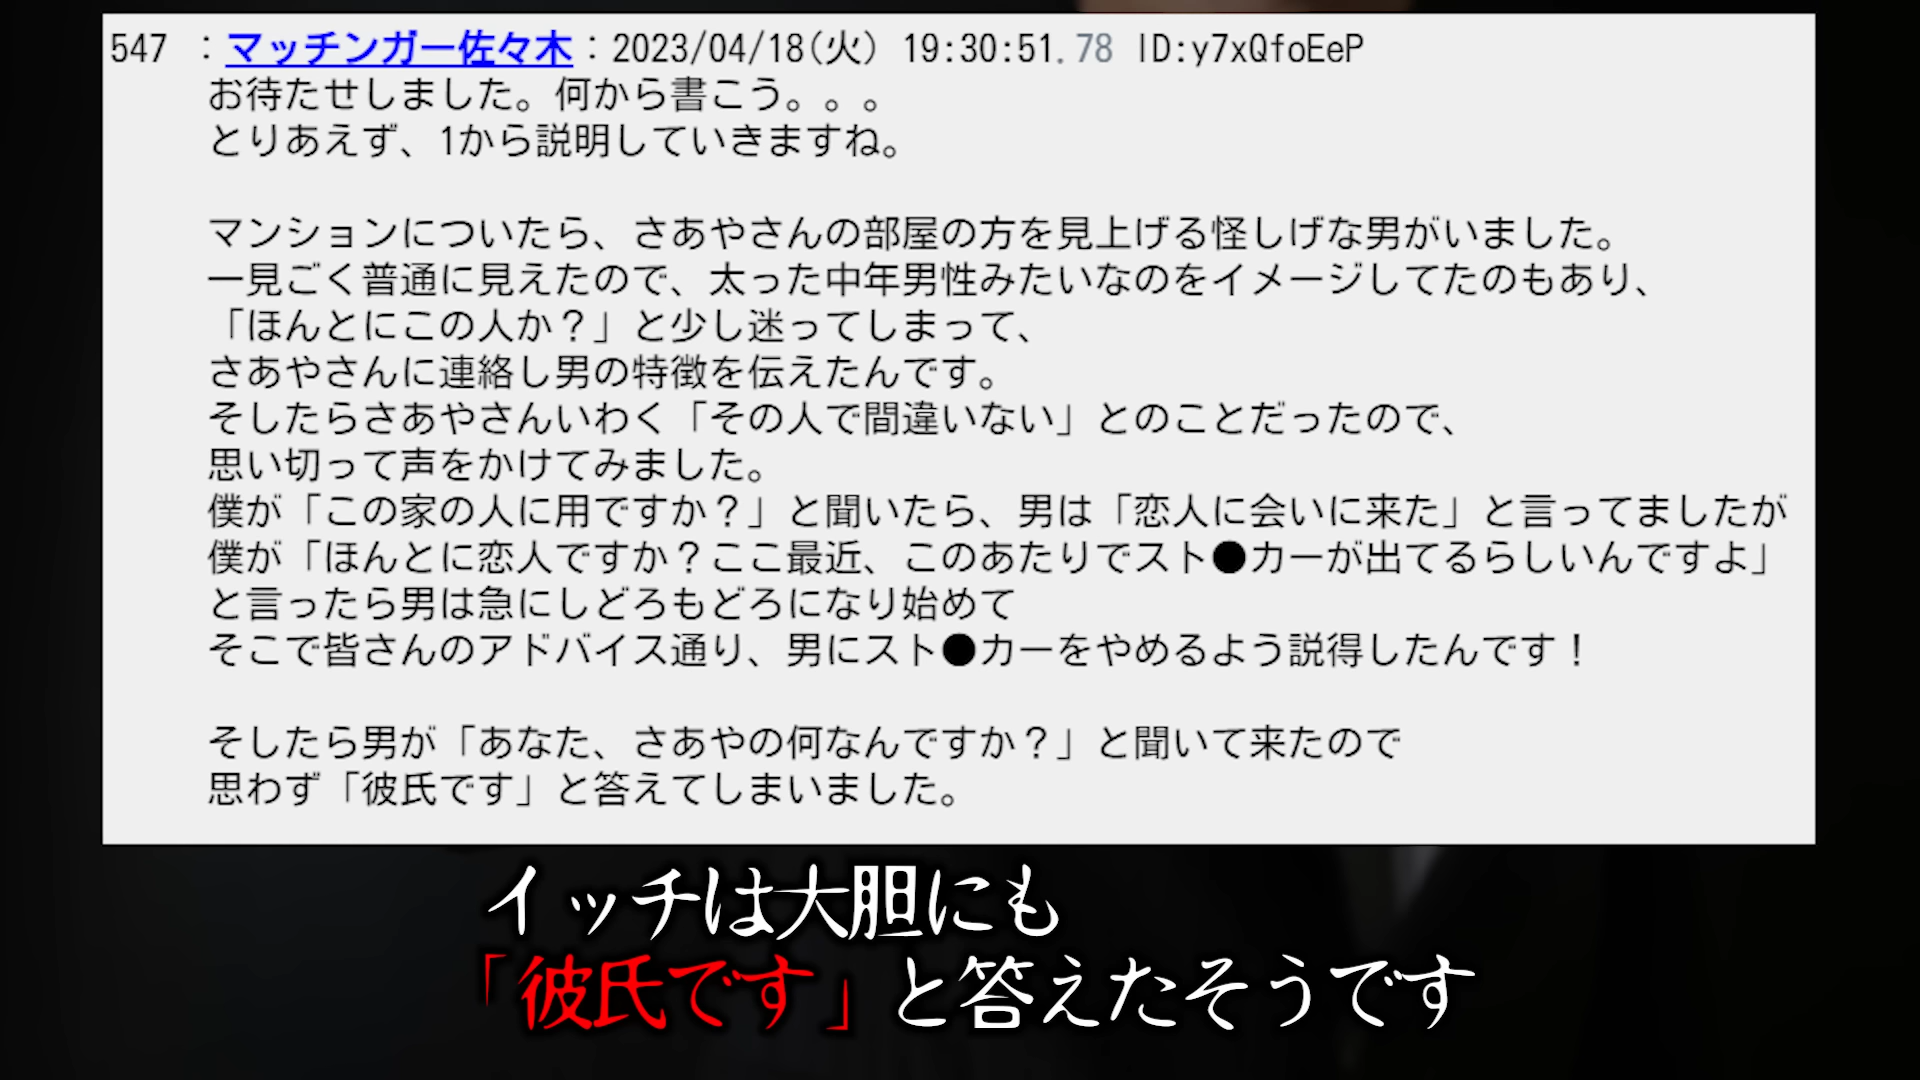 547 ：マッチンガー佐々木：2023/04/18(火) 19:30:51.78 ID:y7xQfoEeP
お待たせしました。何から書こう。。。
とりあえず、1から説明していきますね。
マンションについたら、さあやさんの部屋の方を見上げる怪しげな男がいました。
一見ごく普通に見えたので、太った中年男性みたいなのをイメージしてたのもあり、
「ほんとにこの人か？」と少し迷ってしまって、
さあやさんに連絡し男の特徴を伝えたんです。
そしたらさあやさんいわく「その人で間違いない」とのことだったので、
思い切って声をかけてみました。
僕が「この家の人に用ですか？」と聞いたら、男は「恋人に会いに来た」と言ってましたが
僕が「ほんとに恋人ですか？ここ最近、このあたりでスト●カーが出てるらしいんですよ」
と言ったら男は急にしどろもどろになり始めて
そこで皆さんのアドバイス通り、男にスト●カーをやめるよう説得したんです！
そしたら男が「あなた、さあやの何なんですか？」と聞いて来たので
思わず「彼氏です」と答えてしまいました。
イッチは大胆にも
「彼氏です」と答えたそうです